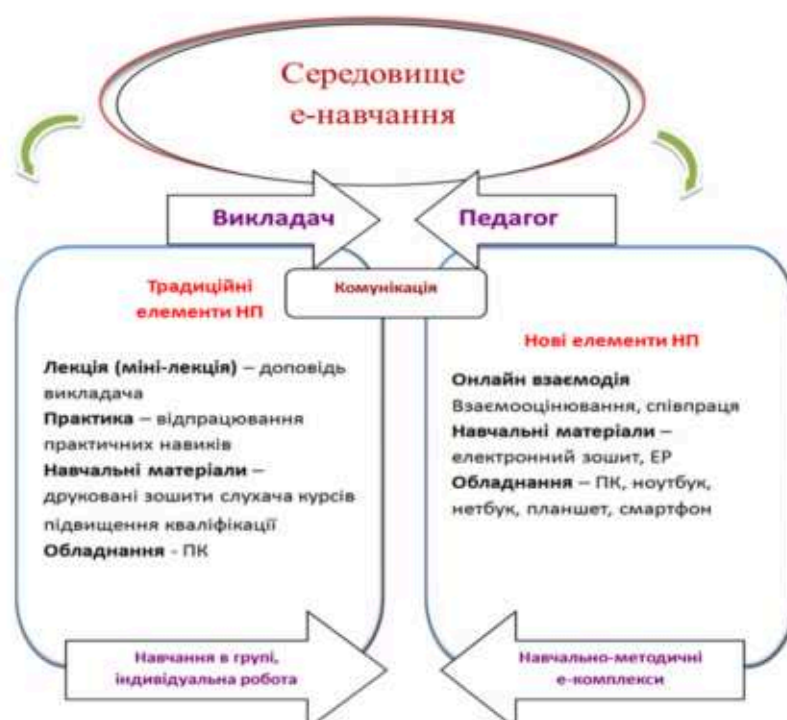 Середовище
е-навчання
Викладач
Педагог
Комунікація
Традиційні
елементи НП
Лекція (міні-лекція) – доповідь
викладача
Практика – відпрацювання
практичних навиків
Навчальні матеріали –
друковані зошити слухача курсів
підвищення кваліфікації
Обладнання - ПК
Нові елементи НП
Онлайн взаємодія
Взаємооцінювання, співпраця
Навчальні матеріали –
електронний зошит, ЕР
Обладнання – ПК, ноутбук,
нетбук, планшет, смартфон
Навчання в групі,
індивідуальна робота
Навчально-методичні
е-комплекси